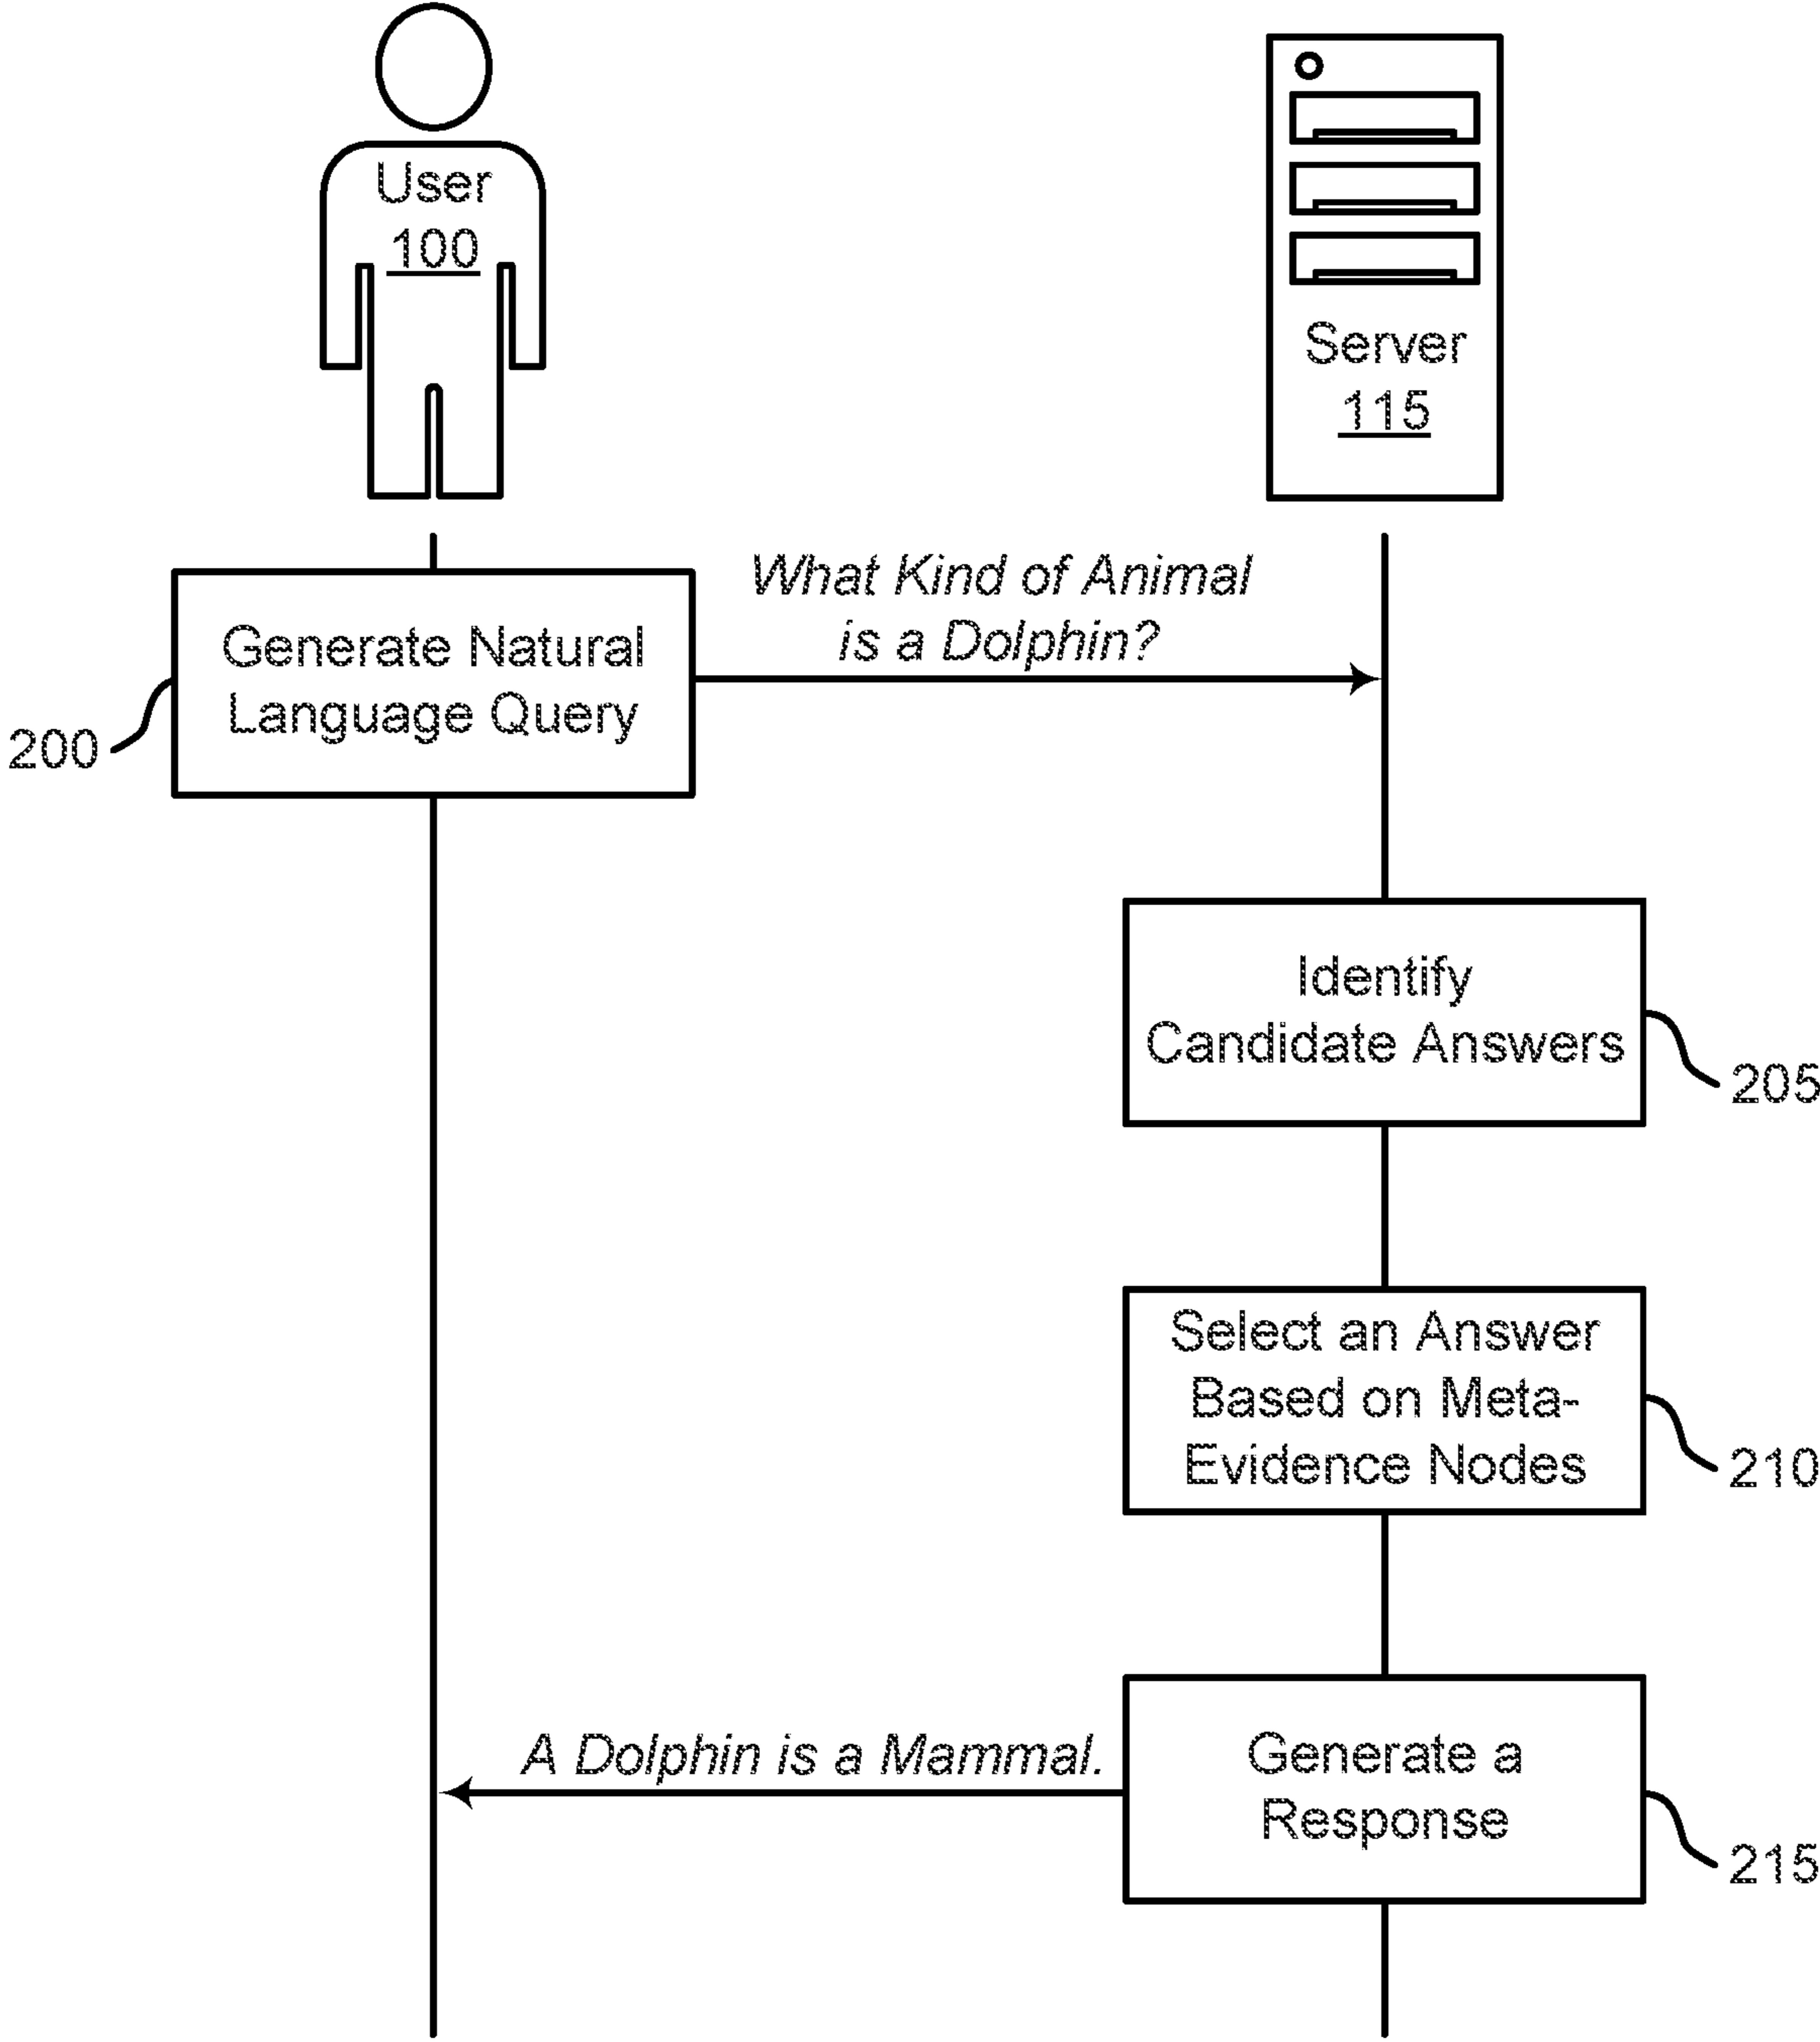 User
100
Server
115
What Kind of Animal
is a Dolphin?
Generate Natural
Language Query
200
Identify
Candidate Answers
205
Select an Answer
Based on Meta-
Evidence Nodes
210
A Dolphin is a Mammal.
Generate a
Response
215